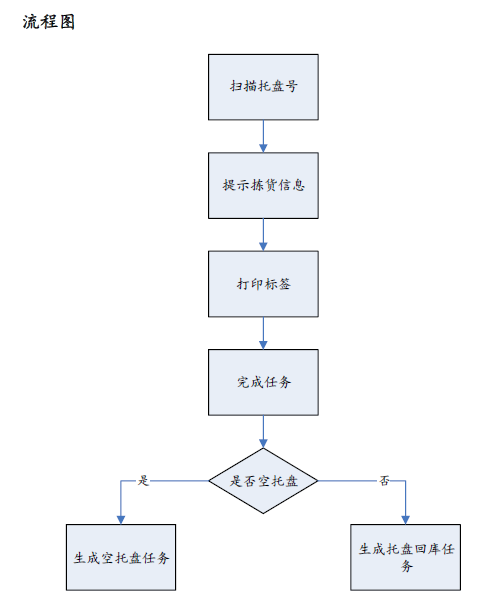 流程图
扫描托盘号
提示拣货信息
打印标签
完成任务
是否空托盘
是
否
生成空托盘任务
生成托盘回库任
务